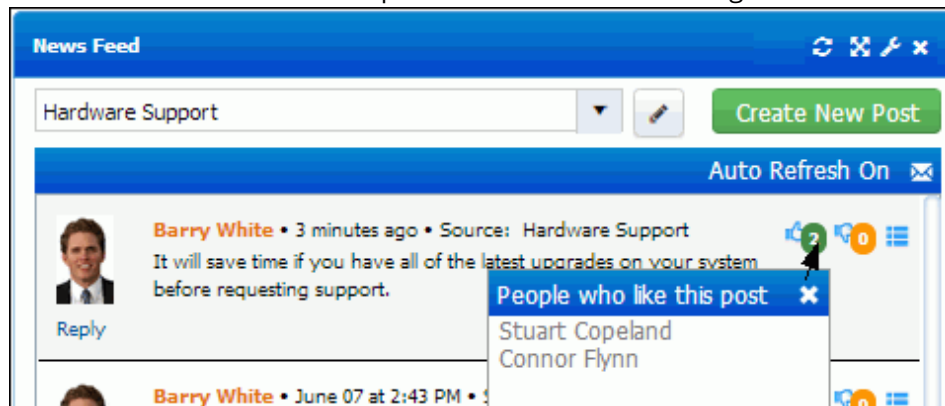 News Feed
Hardware Support
Create New Post
Auto Refresh On
Barry White • 3 minutes ago • Source: Hardware Support
2
0
It will save time if you have all of the latest upgrades on your system
before requesting support.
Reply
People who like this post
Stuart Copeland
Connor Flynn
Barry White • June 07 at 2:43 PM •
0